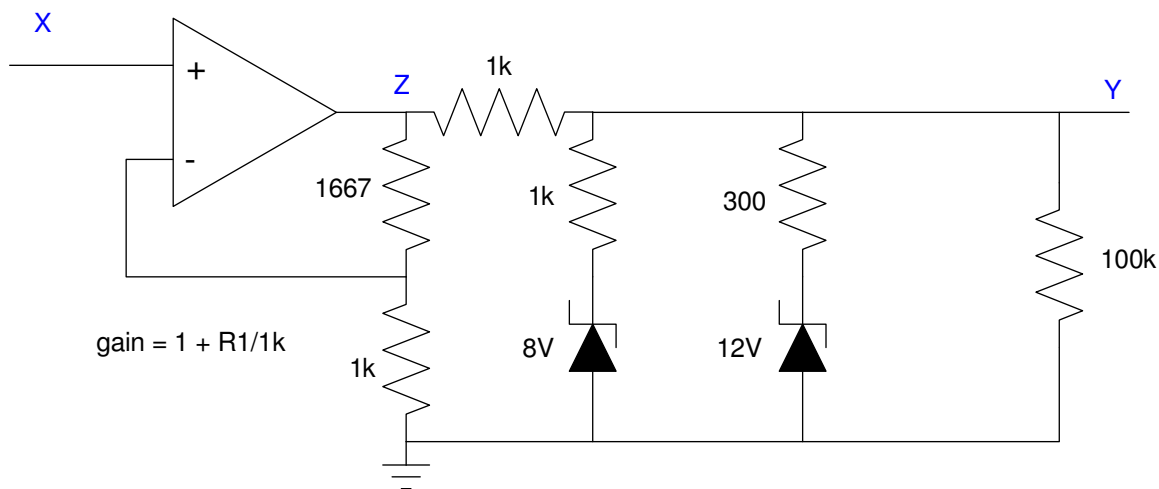 X
+
-
Z
1k
Y
1667
1k
300
100k
gain = 1 + R1/1k
1k
8V
12V